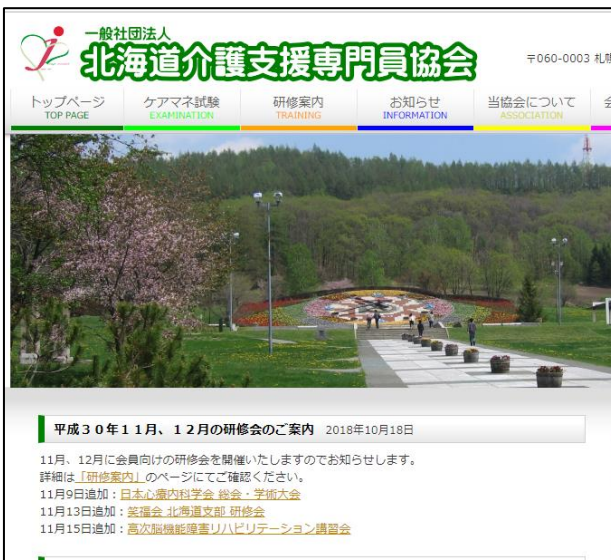 一般社団法人
北海道介護支援専門員協会
〒060-0003 札幌
トップページ ケアマネ試験 研修案内 お知らせ 当協会について 会
TOP PAGE EXAMINATION TRAINING INFORMATION ASSOCIATION
平成30年11月、12月の研修会のご案内 2018年10月18日
11月、12月に会員向けの研修会を開催いたしますのでお知らせします。
詳細は「研修案内」のページにてご確認ください。
11月9日追加：日本心療内科学会 総会・学術大会
11月13日追加：笑福会 北海道支部 研修会
11月15日追加：高次脳機能障害リハビリテーション講習会